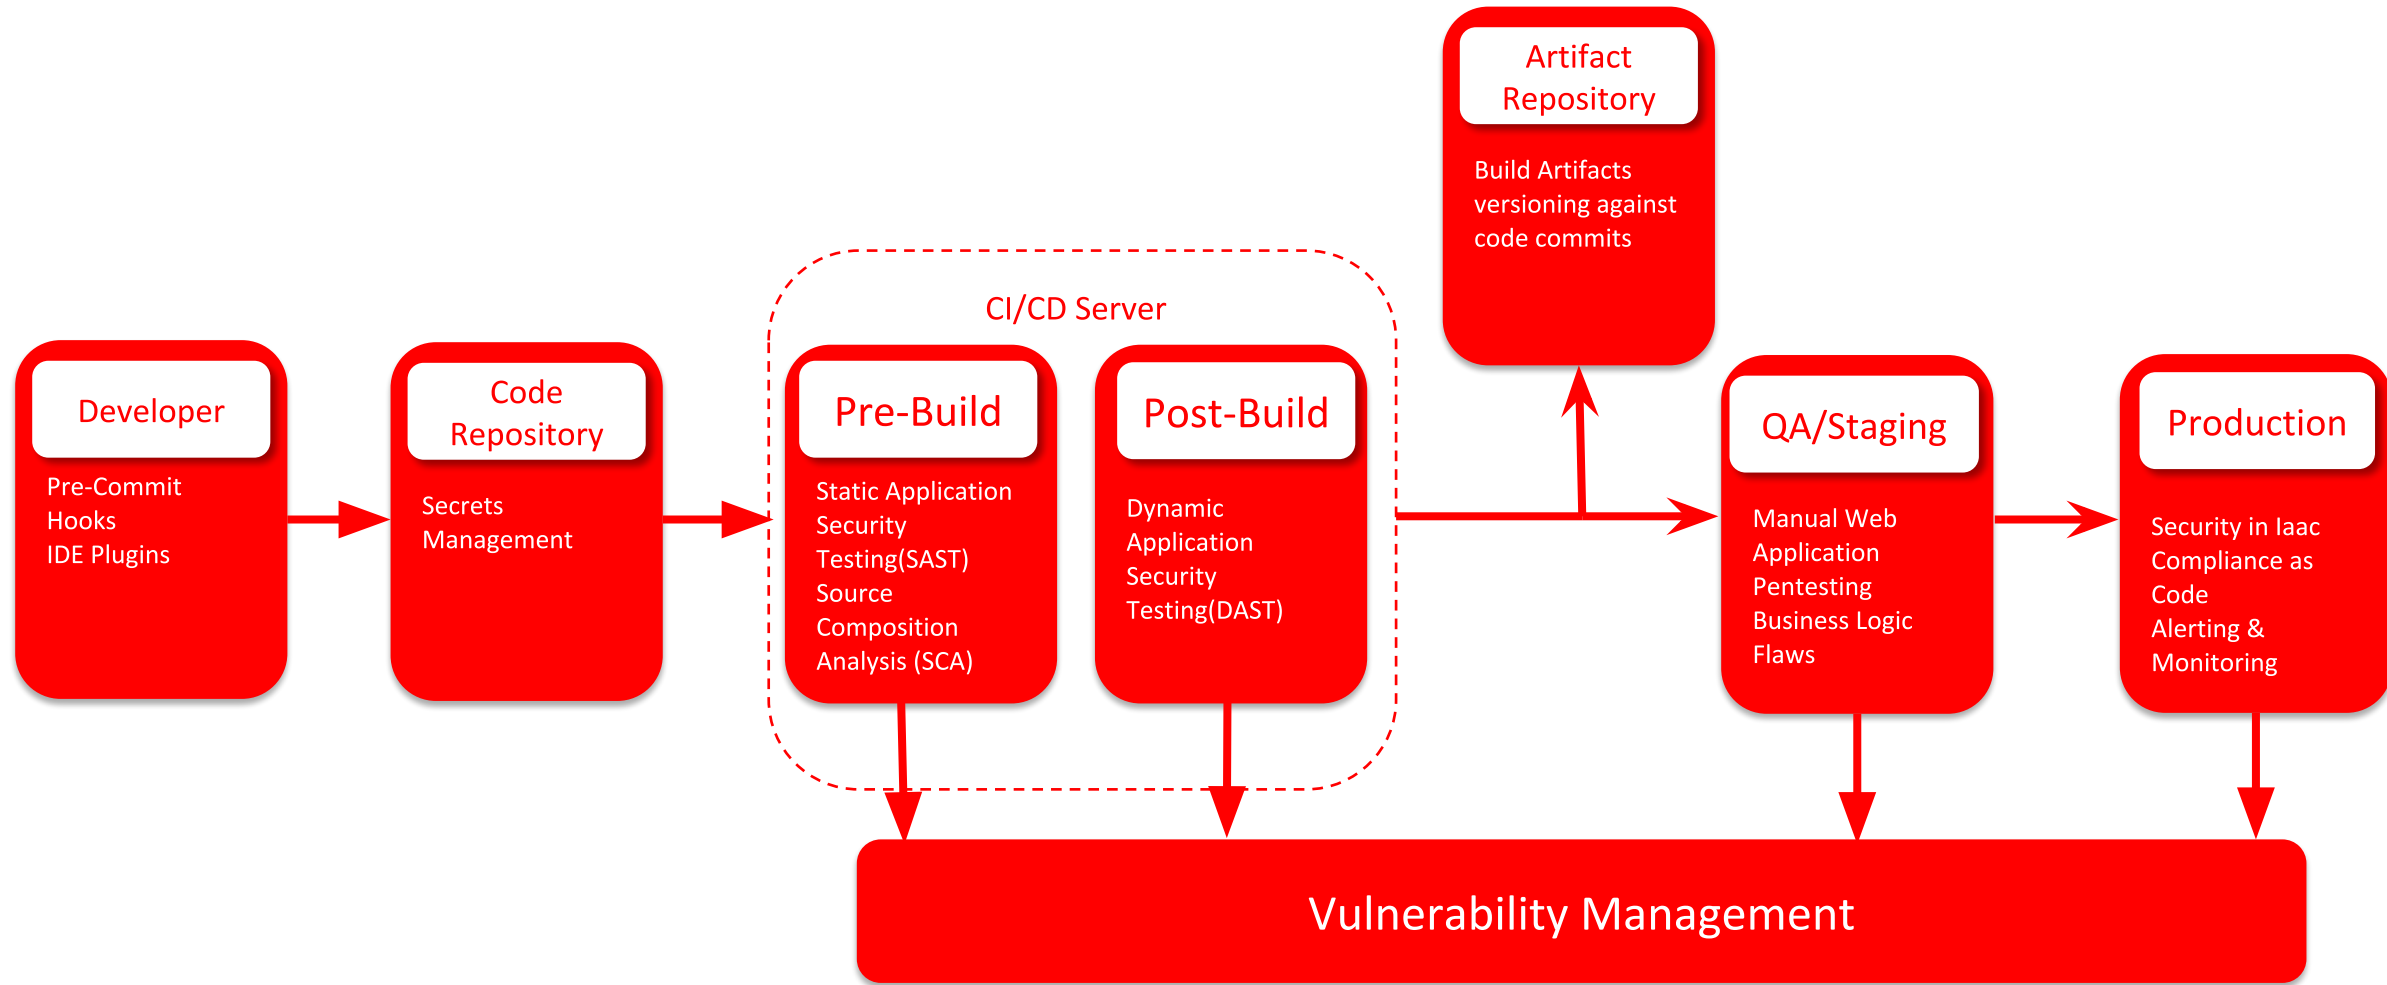 Developer
Pre-Commit
Hooks
IDE Plugins
Code
Repository
Secrets
Management
CI/CD Server
Pre-Build
Static Application
Security
Testing(SAST)
Source
Composition
Analysis (SCA)
Post-Build
Dynamic
Application
Security
Testing(DAST)
Artifact
Repository
Build Artifacts
versioning against
code commits
QA/Staging
Manual Web
Application
Pentesting
Business Logic
Flaws
Production
Security in Iaac
Compliance as
Code
Alerting &
Monitoring
Vulnerability Management